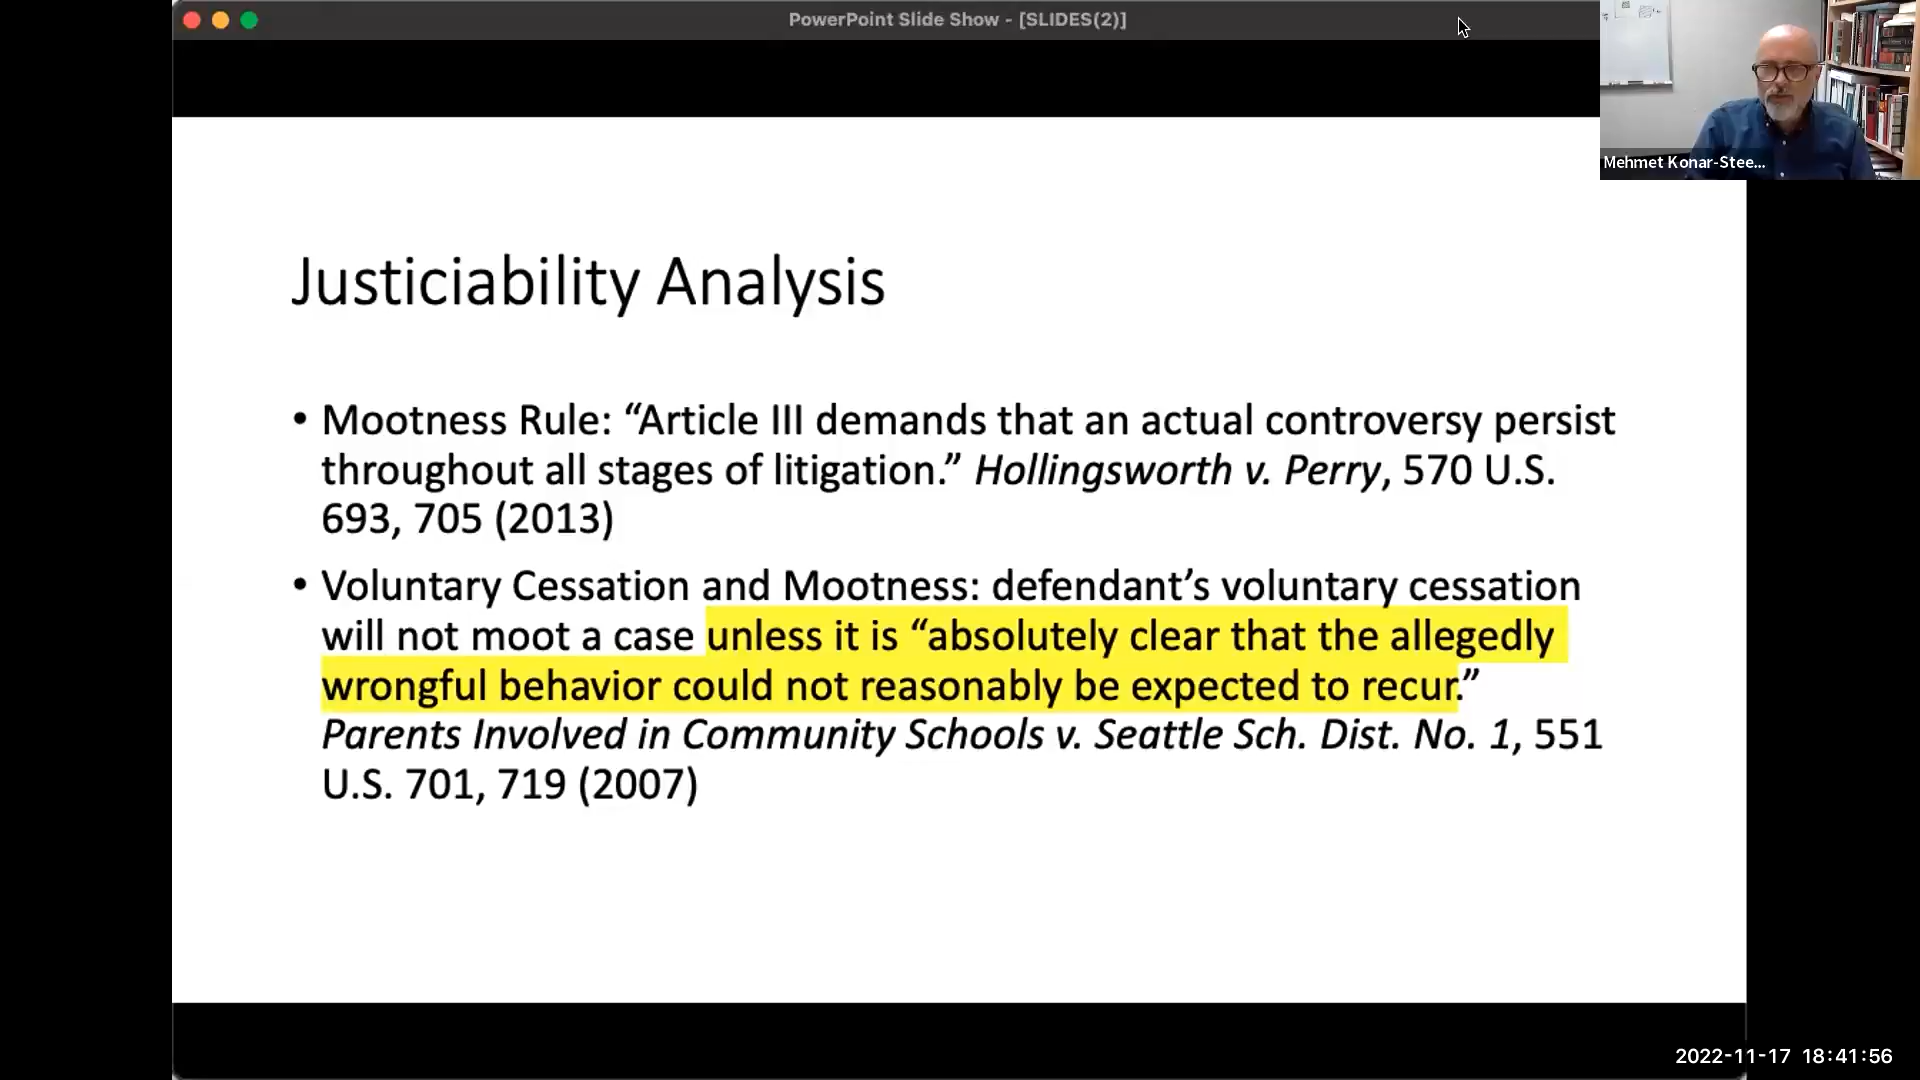 PowerPoint Slide Show - [SLIDES(2)]
Mehmet Konar-Stee...
Justiciability Analysis
• Mootness Rule: “Article III demands that an actual controversy persist
throughout all stages of litigation.” Hollingsworth v. Perry, 570 U.S.
693, 705 (2013)
• Voluntary Cessation and Mootness: defendant’s voluntary cessation
will not moot a case unless it is “absolutely clear that the allegedly
wrongful behavior could not reasonably be expected to recur.”
Parents Involved in Community Schools v. Seattle Sch. Dist. No. 1, 551
U.S. 701, 719 (2007)
2022-11-17 18:41:56